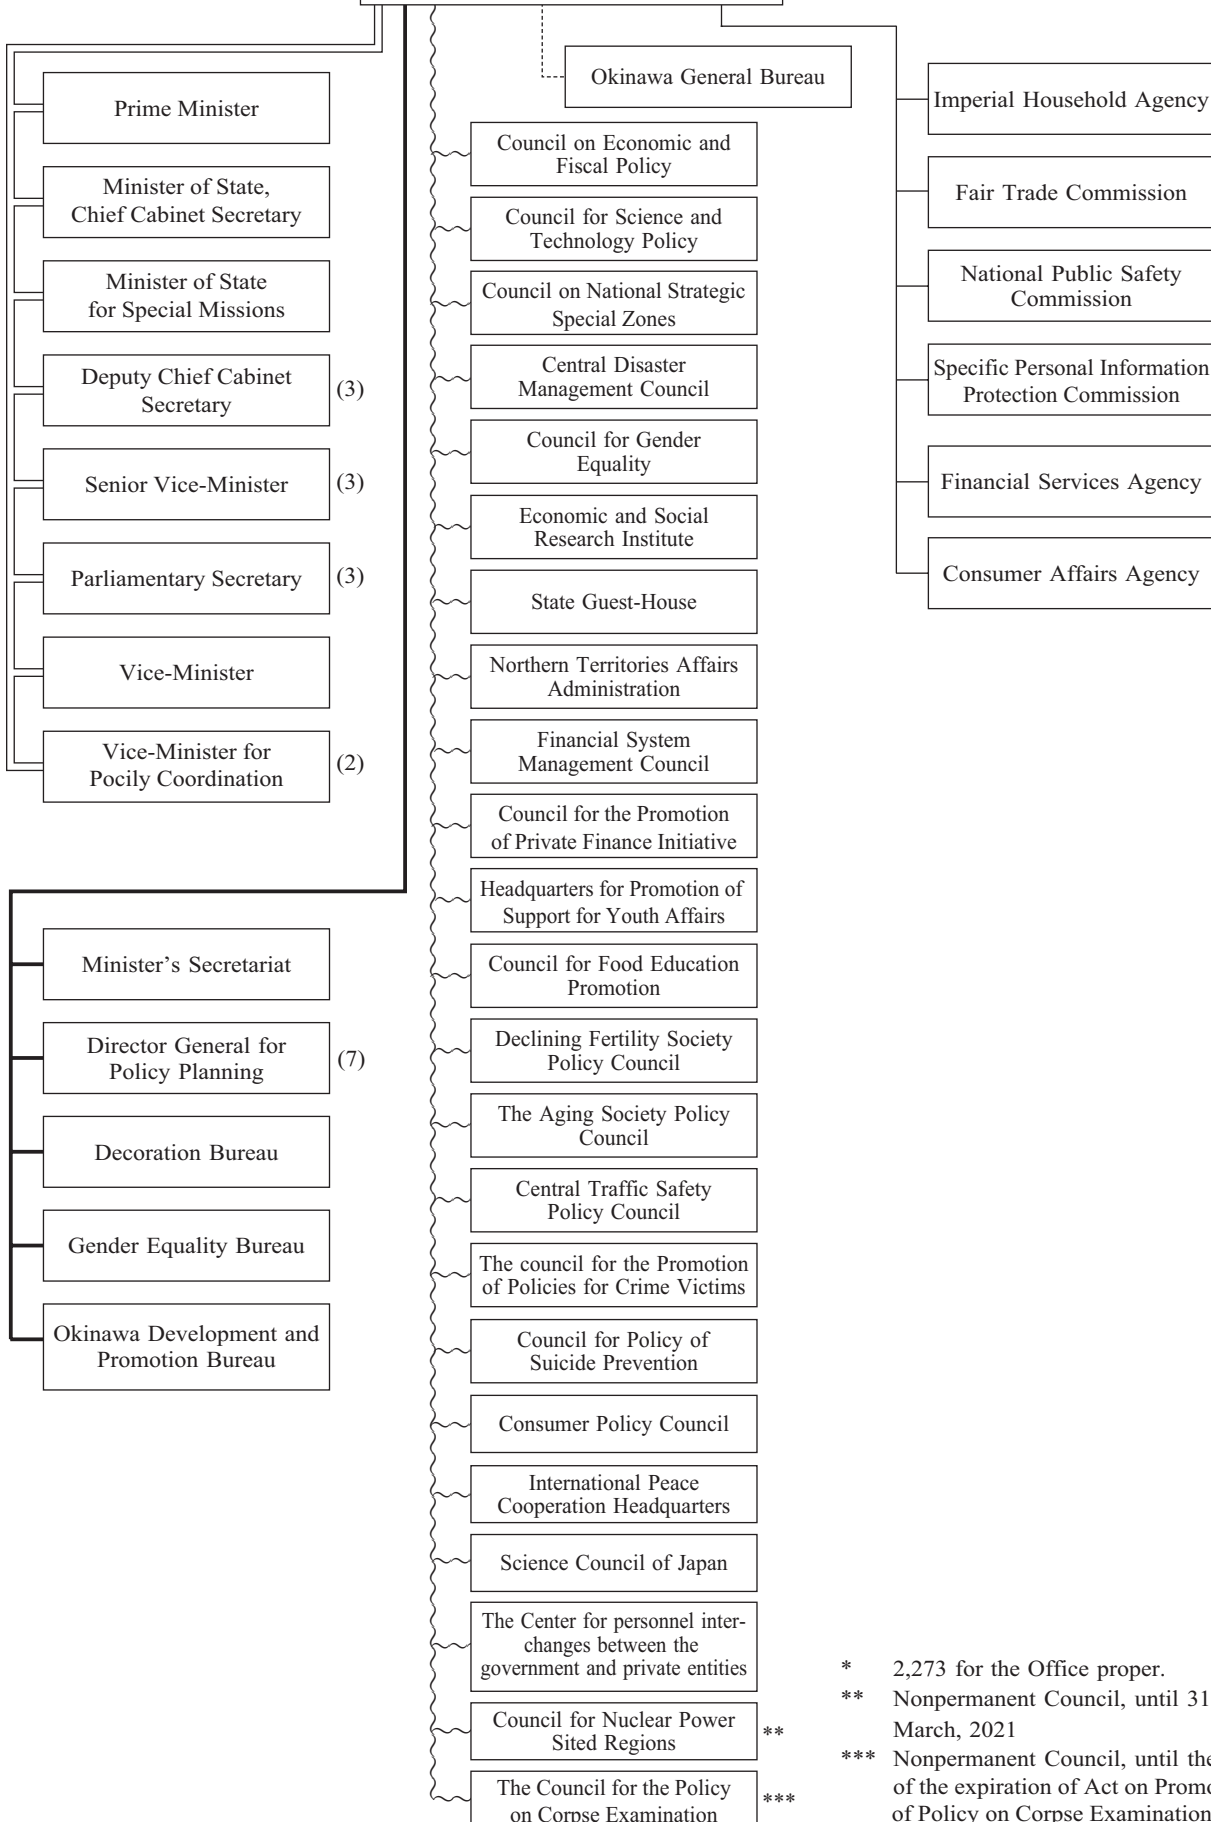 Prime Minister
Minister of State,
Chief Cabinet Secretary
Minister of State
for Special Missions
Deputy Chief Cabinet
Secretary
(3)
Senior Vice-Minister
(3)
Parliamentary Secretary
(3)
Vice-Minister
Vice-Minister for
Pocily Coordination
(2)
Minister's Secretariat
Director General for
Policy Planning
(7)
Decoration Bureau
Gender Equality Bureau
Okinawa Development and
Promotion Bureau
Okinawa General Bureau
Council on Economic and
Fiscal Policy
Council for Science and
Technology Policy
Council on National Strategic
Special Zones
Central Disaster
Management Council
Council for Gender
Equality
Economic and Social
Research Institute
State Guest-House
Northern Territories Affairs
Administration
Financial System
Management Council
Council for the Promotion
of Private Finance Initiative
Headquarters for Promotion of
Support for Youth Affairs
Council for Food Education
Promotion
Declining Fertility Society
Policy Council
The Aging Society Policy
Council
Central Traffic Safety
Policy Council
The council for the Promotion
of Policies for Crime Victims
Council for Policy of
Suicide Prevention
Consumer Policy Council
International Peace
Cooperation Headquarters
Science Council of Japan
The Center for personnel inter-
changes between the
government and private entities
Council for Nuclear Power
Sited Regions
**
The Council for the Policy
on Corpse Examination
***
Imperial Household Agency
Fair Trade Commission
National Public Safety
Commission
Specific Personal Information
Protection Commission
Financial Services Agency
Consumer Affairs Agency
* 2,273 for the Office proper.
** Nonpermanent Council, until 31
March, 2021
*** Nonpermanent Council, until the
of the expiration of Act on Promo
of Policy on Corpse Examination